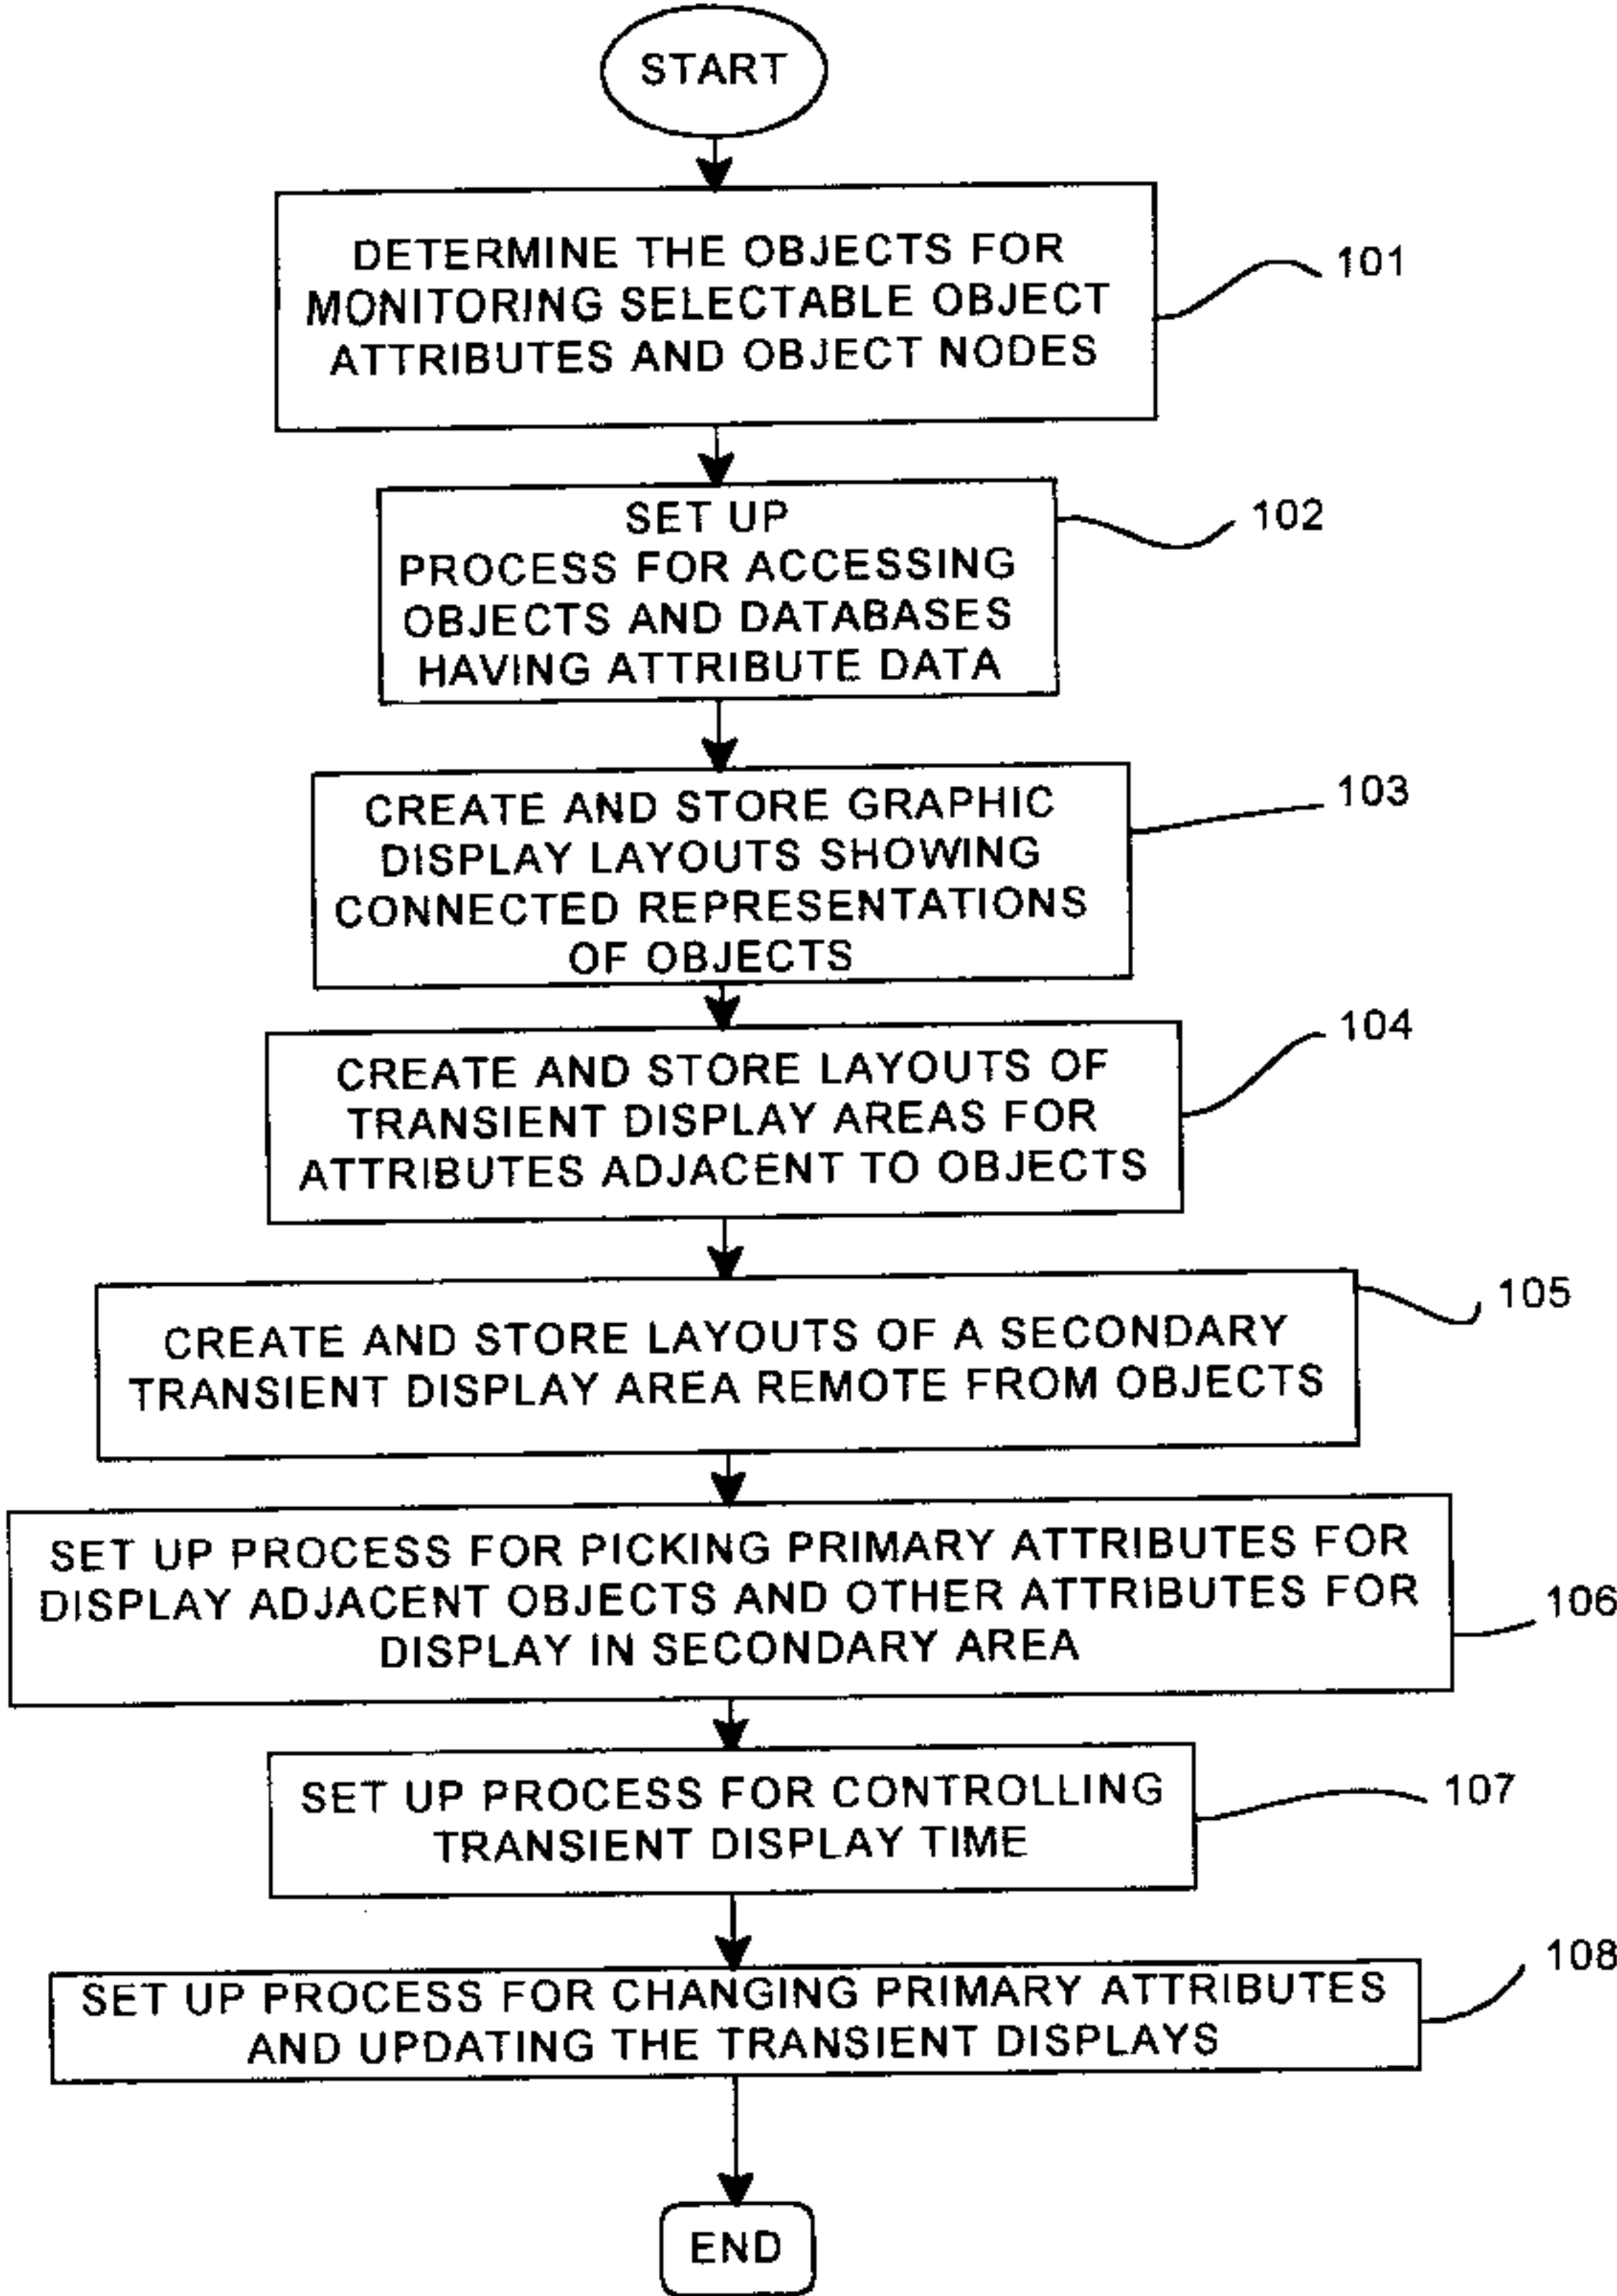 START
DETERMINE THE OBJECTS FOR
MONITORING SELECTABLE OBJECT
ATTRIBUTES AND OBJECT NODES
101
SET UP
PROCESS FOR ACCESSING
OBJECTS AND DATABASES
HAVING ATTRIBUTE DATA
102
CREATE AND STORE GRAPHIC
DISPLAY LAYOUTS SHOWING
CONNECTED REPRESENTATIONS
OF OBJECTS
103
CREATE AND STORE LAYOUTS OF
TRANSIENT DISPLAY AREAS FOR
ATTRIBUTES ADJACENT TO OBJECTS
104
CREATE AND STORE LAYOUTS OF A SECONDARY
TRANSIENT DISPLAY AREA REMOTE FROM OBJECTS
105
SET UP PROCESS FOR PICKING PRIMARY ATTRIBUTES FOR
DISPLAY ADJACENT OBJECTS AND OTHER ATTRIBUTES FOR
DISPLAY IN SECONDARY AREA
106
SET UP PROCESS FOR CONTROLLING
TRANSIENT DISPLAY TIME
107
SET UP PROCESS FOR CHANGING PRIMARY ATTRIBUTES
AND UPDATING THE TRANSIENT DISPLAYS
108
END